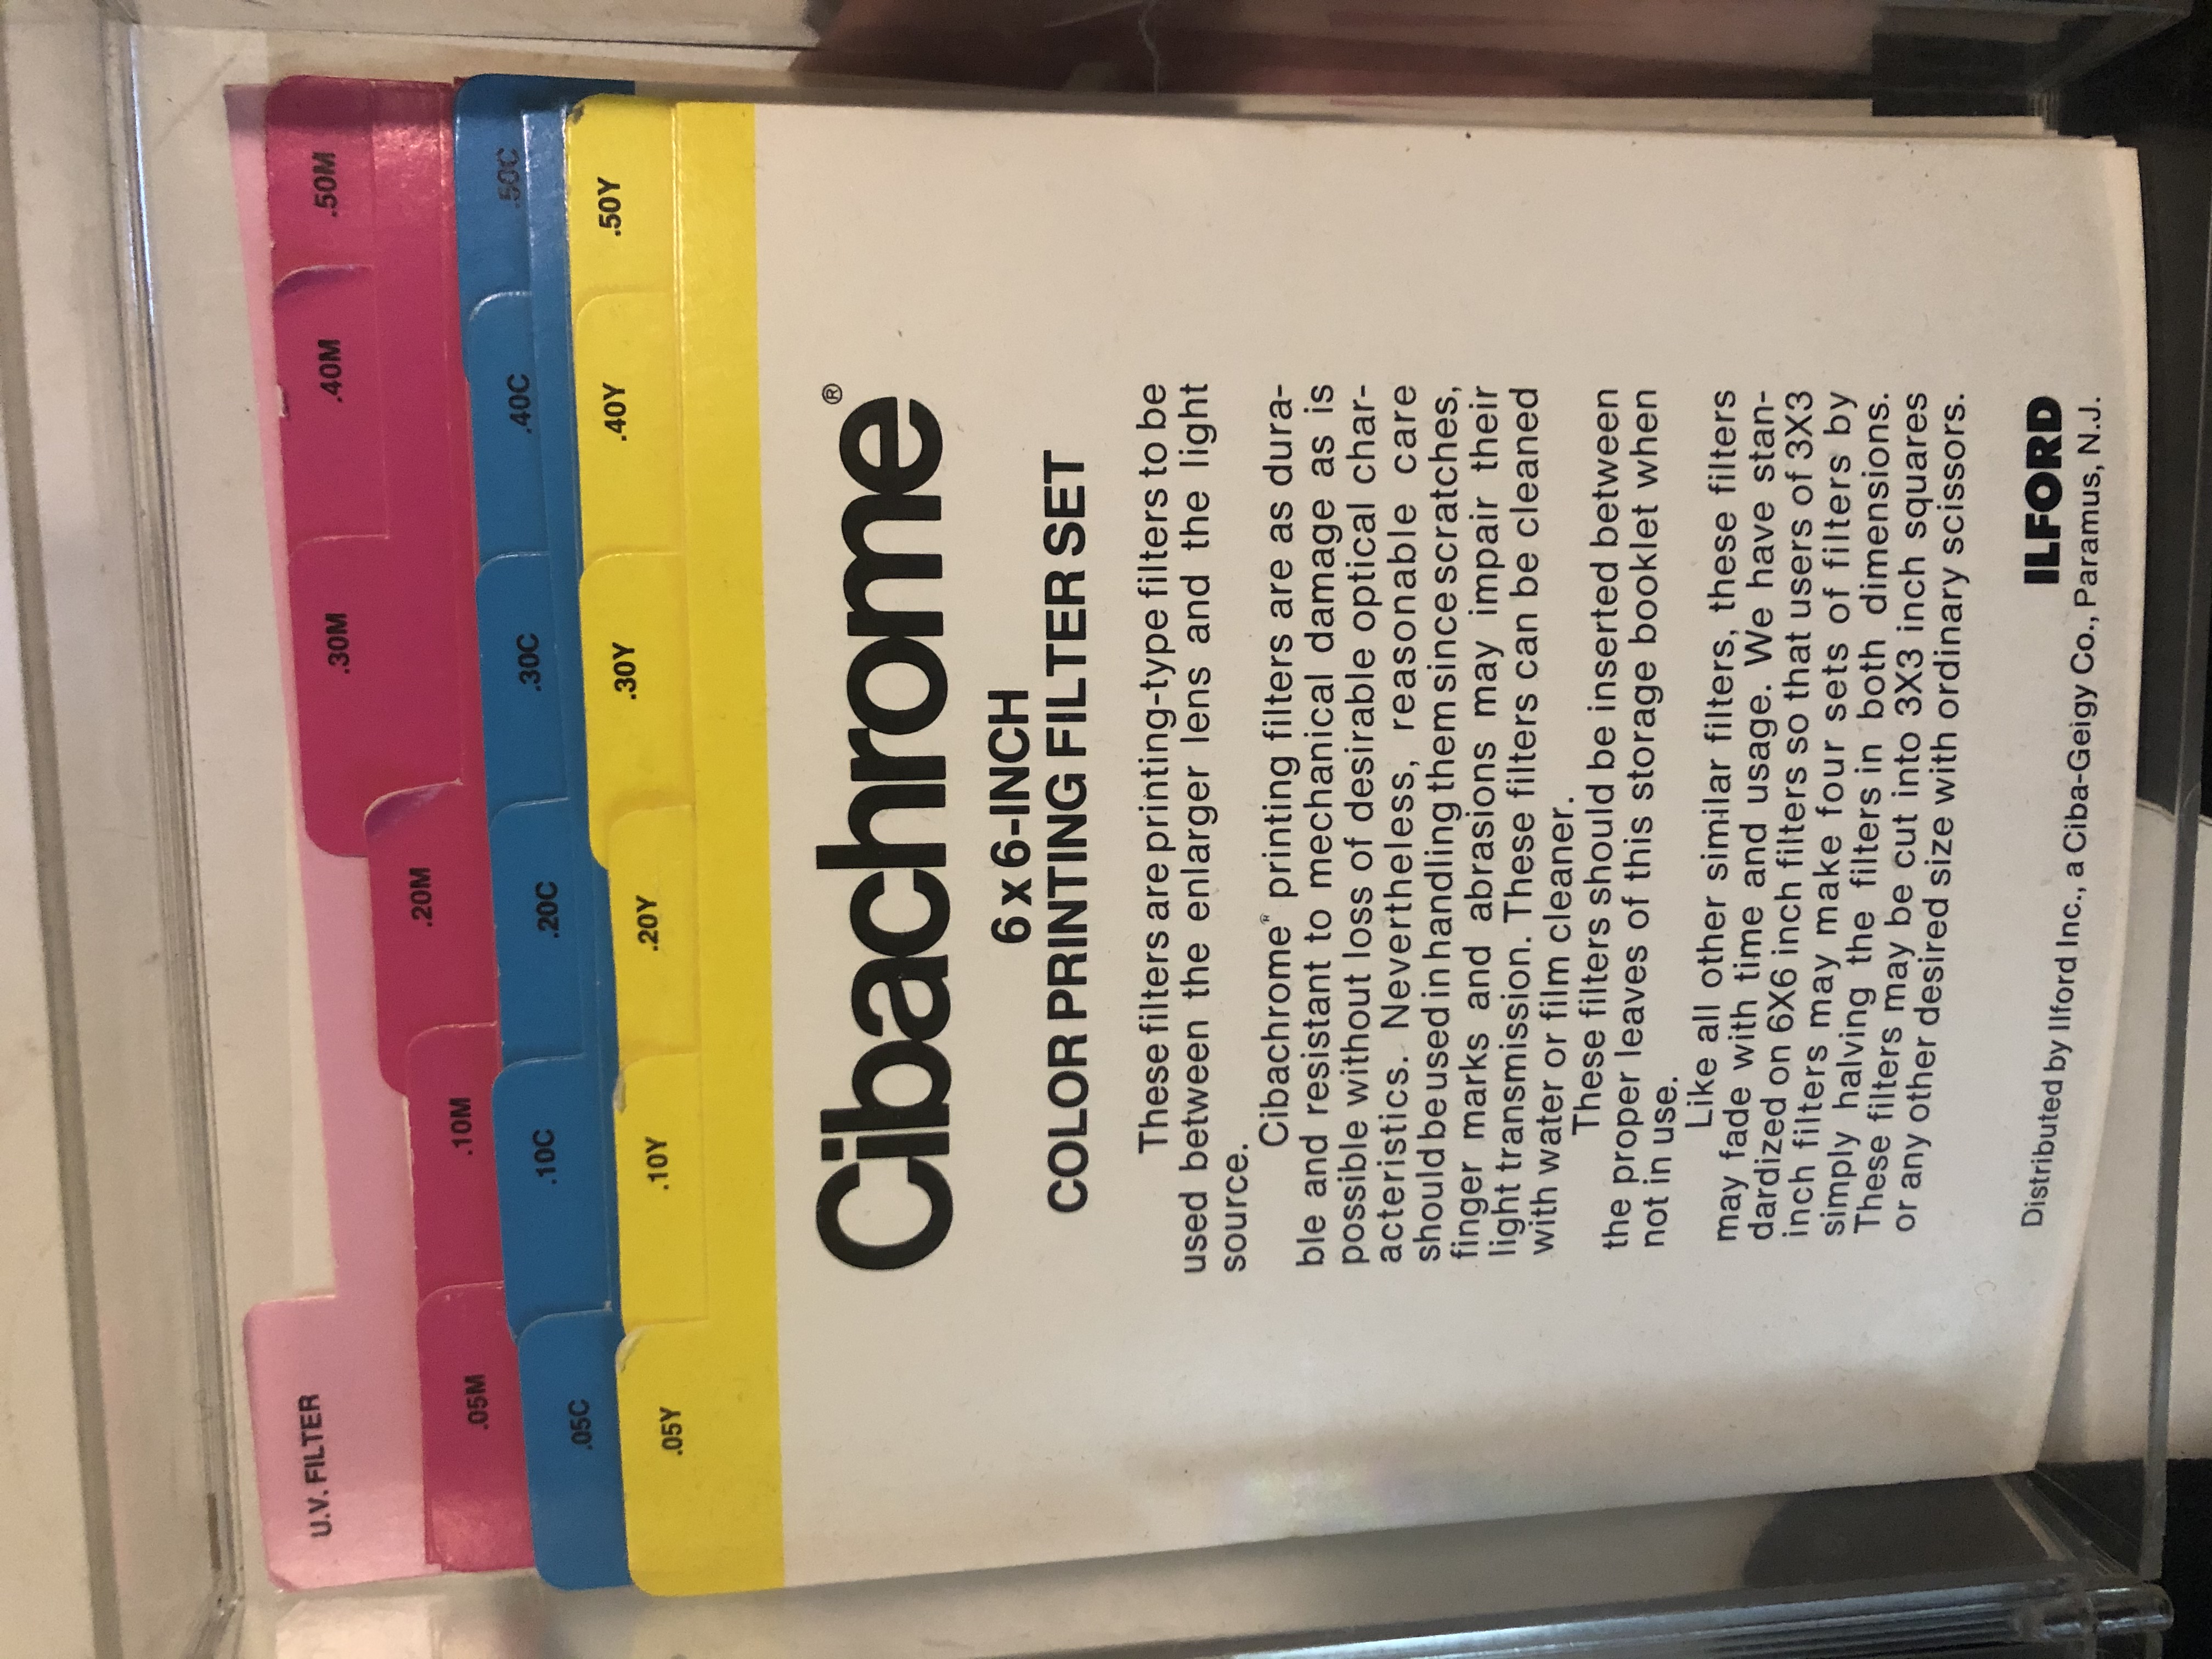 U.V. FILTER
.30M .40M .50M
.20M
.05M .10M
.05C .10C .20C .30C .40C .50C
.05Y .10Y .20Y .30Y .40Y .50Y
Cibachrome®
6 x 6-INCH
COLOR PRINTING FILTER SET
These filters are printing-type filters to be
used between the enlarger lens and the light
source.
Cibachrome® printing filters are as dura-
ble and resistant to mechanical damage as is
possible without loss of desirable optical char-
acteristics. Nevertheless, reasonable care
should be used in handling them since scratches,
finger marks and abrasions may impair their
light transmission. These filters can be cleaned
with water or film cleaner.
These filters should be inserted between
the proper leaves of this storage booklet when
not in use.
Like all other similar filters, these filters
may fade with time and usage. We have stan-
dardized on 6X6 inch filters so that users of 3X3
inch filters may make four sets of filters by
simply halving the filters in both dimensions.
These filters may be cut into 3X3 inch squares
or any other desired size with ordinary scissors.
ILFORD
Distributed by Ilford Inc., a Ciba-Geigy Co., Paramus, N.J.